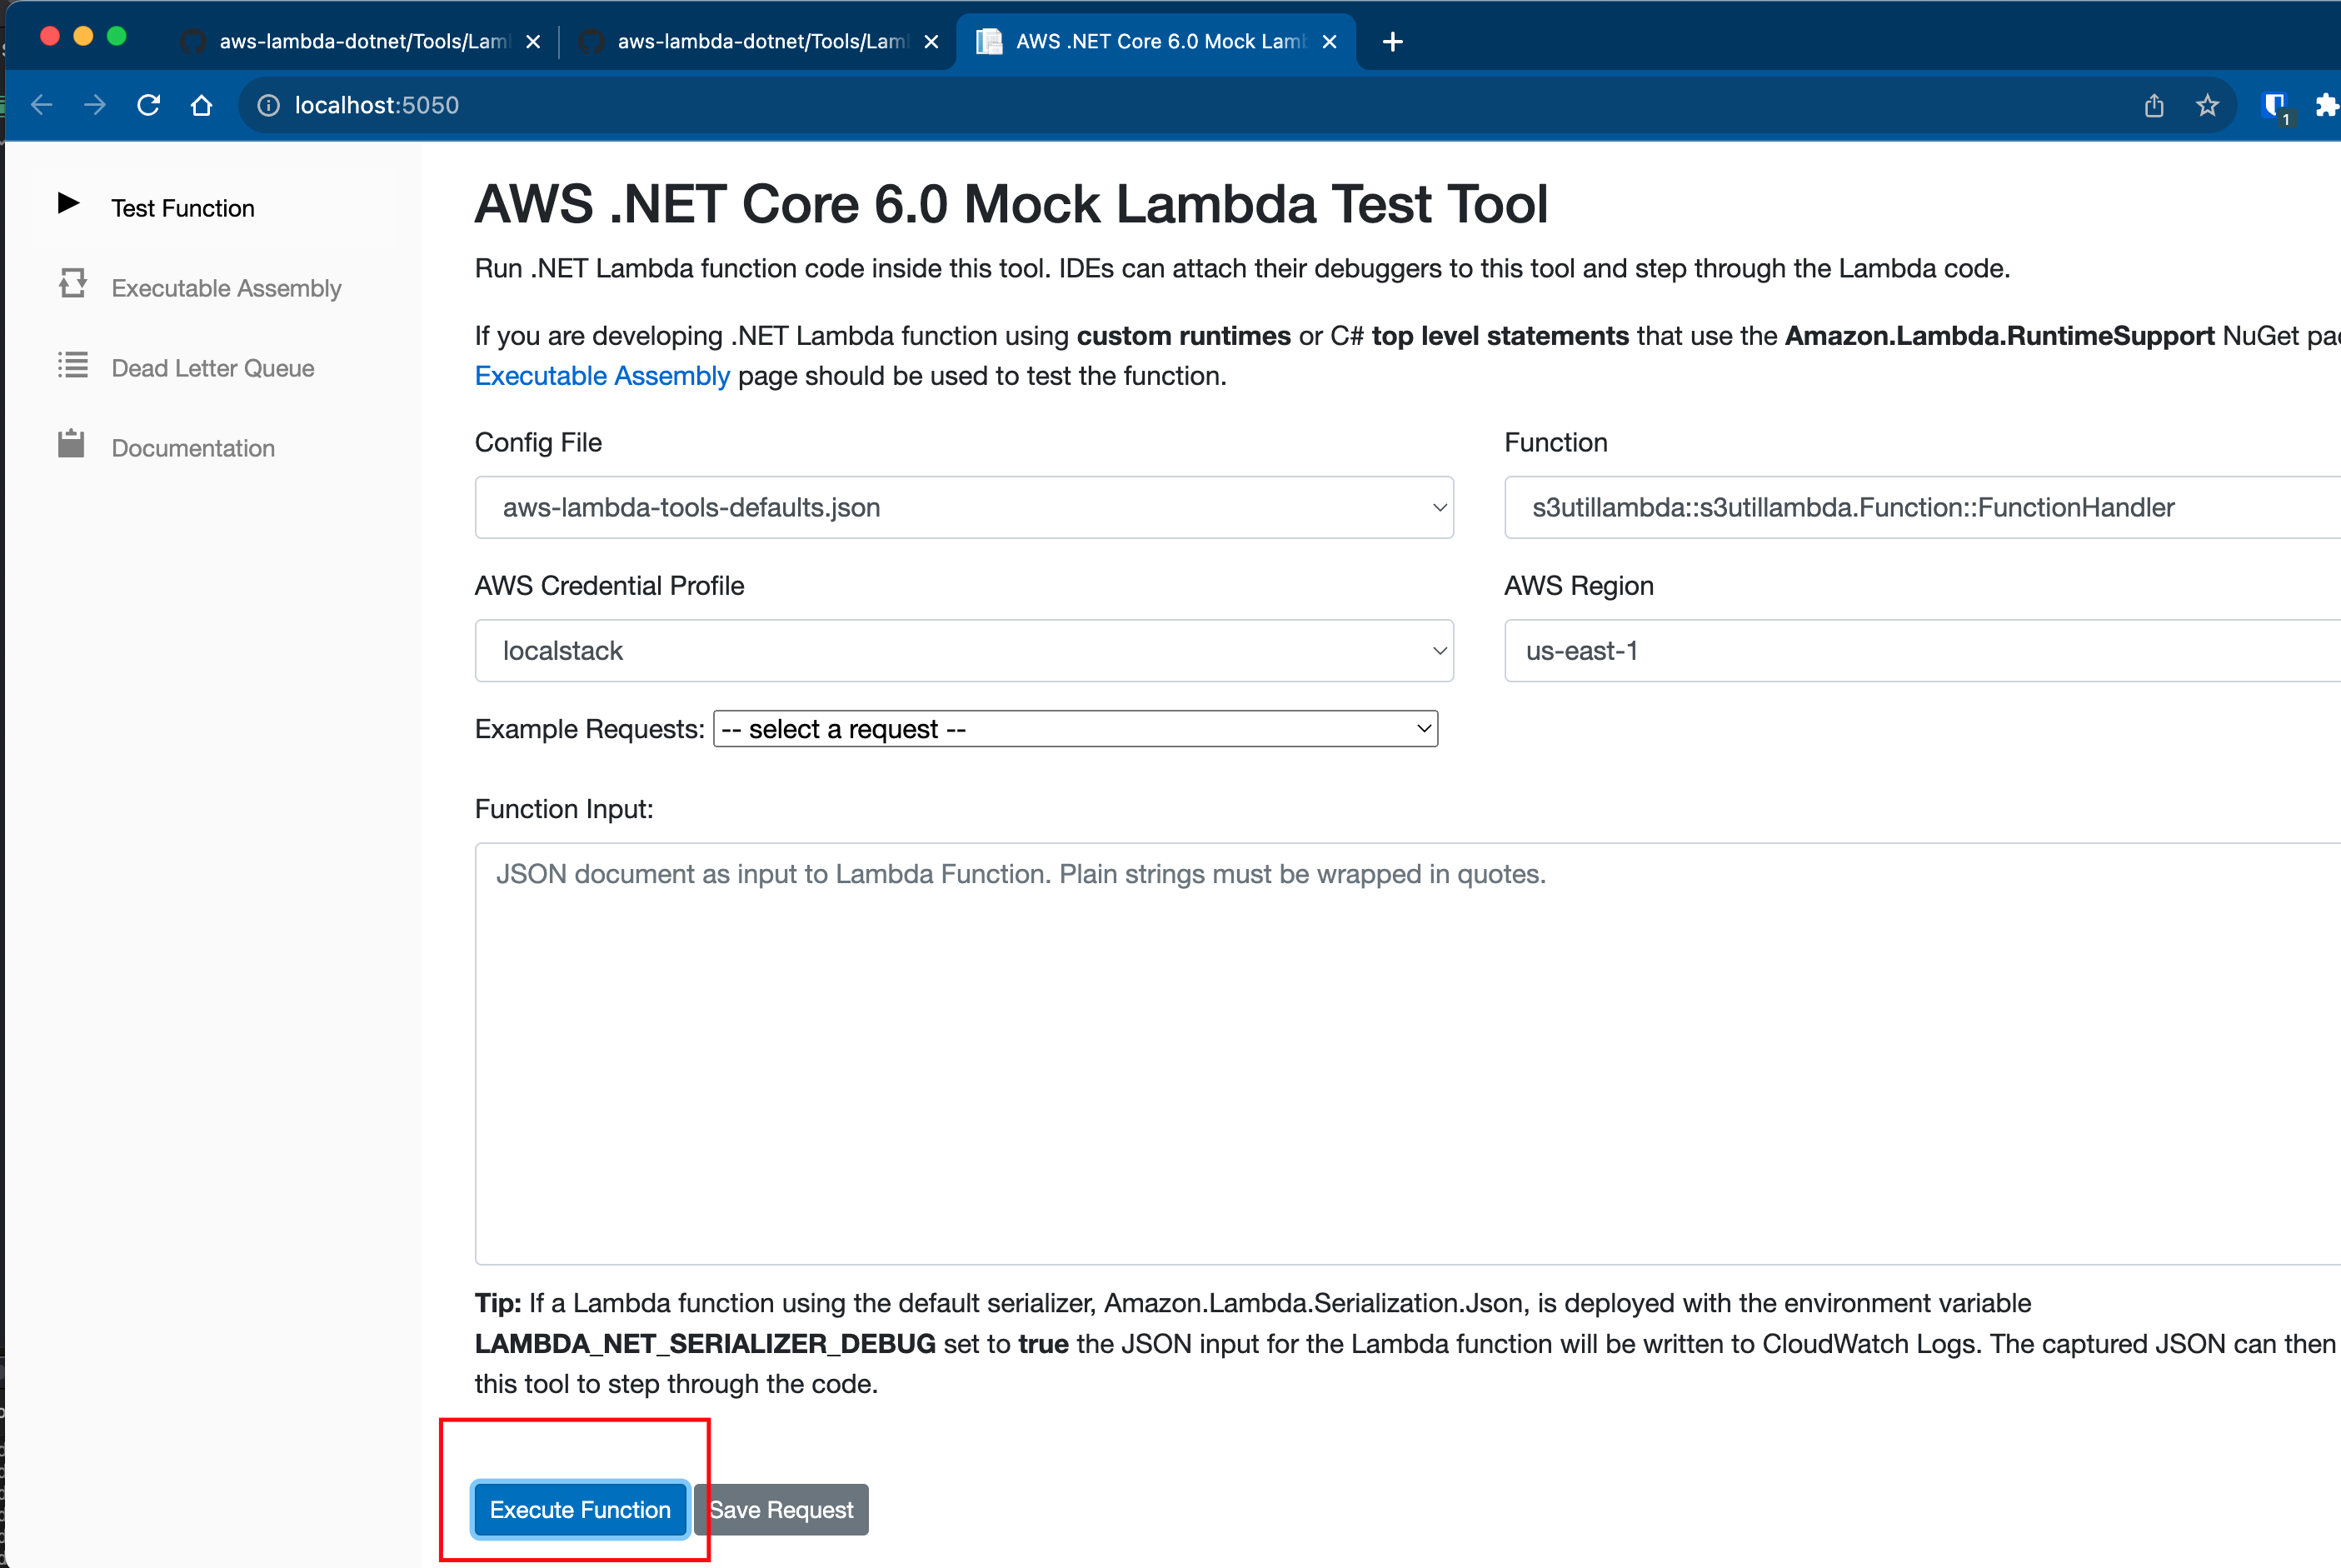 aws-lambda-dotnet/Tools/Lam
aws-lambda-dotnet/Tools/Lam
AWS .NET Core 6.0 Mock Lamb
localhost:5050
1
Test Function
Executable Assembly
Dead Letter Queue
Documentation
AWS .NET Core 6.0 Mock Lambda Test Tool
Run .NET Lambda function code inside this tool. IDEs can attach their debuggers to this tool and step through the Lambda code.
If you are developing .NET Lambda function using custom runtimes or C# top level statements that use the Amazon.Lambda.RuntimeSupport NuGet pac
Executable Assembly page should be used to test the function.
Config File
Function
aws-lambda-tools-defaults.json
s3utillambda::s3utillambda.Function::FunctionHandler
AWS Credential Profile
AWS Region
localstack
us-east-1
Example Requests: -- select a request --
Function Input:
JSON document as input to Lambda Function. Plain strings must be wrapped in quotes.
Tip: If a Lambda function using the default serializer, Amazon.Lambda.Serialization.Json, is deployed with the environment variable
LAMBDA_NET_SERIALIZER_DEBUG set to true the JSON input for the Lambda function will be written to CloudWatch Logs. The captured JSON can then
this tool to step through the code.
Execute Function
Save Request